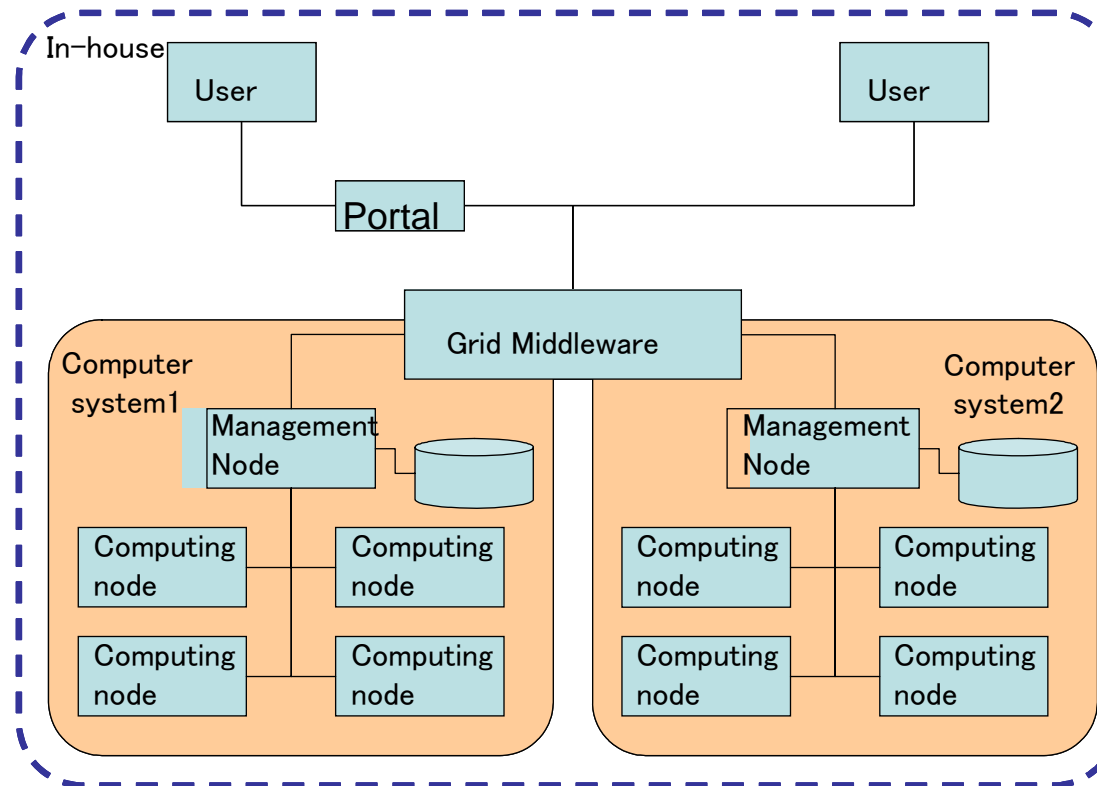 In-house
User
User
Portal
Grid Middleware
Computer
system1
Computer
system2
Management
Node
Management
Node
Computing
node
Computing
node
Computing
node
Computing
node
Computing
node
Computing
node
Computing
node
Computing
node